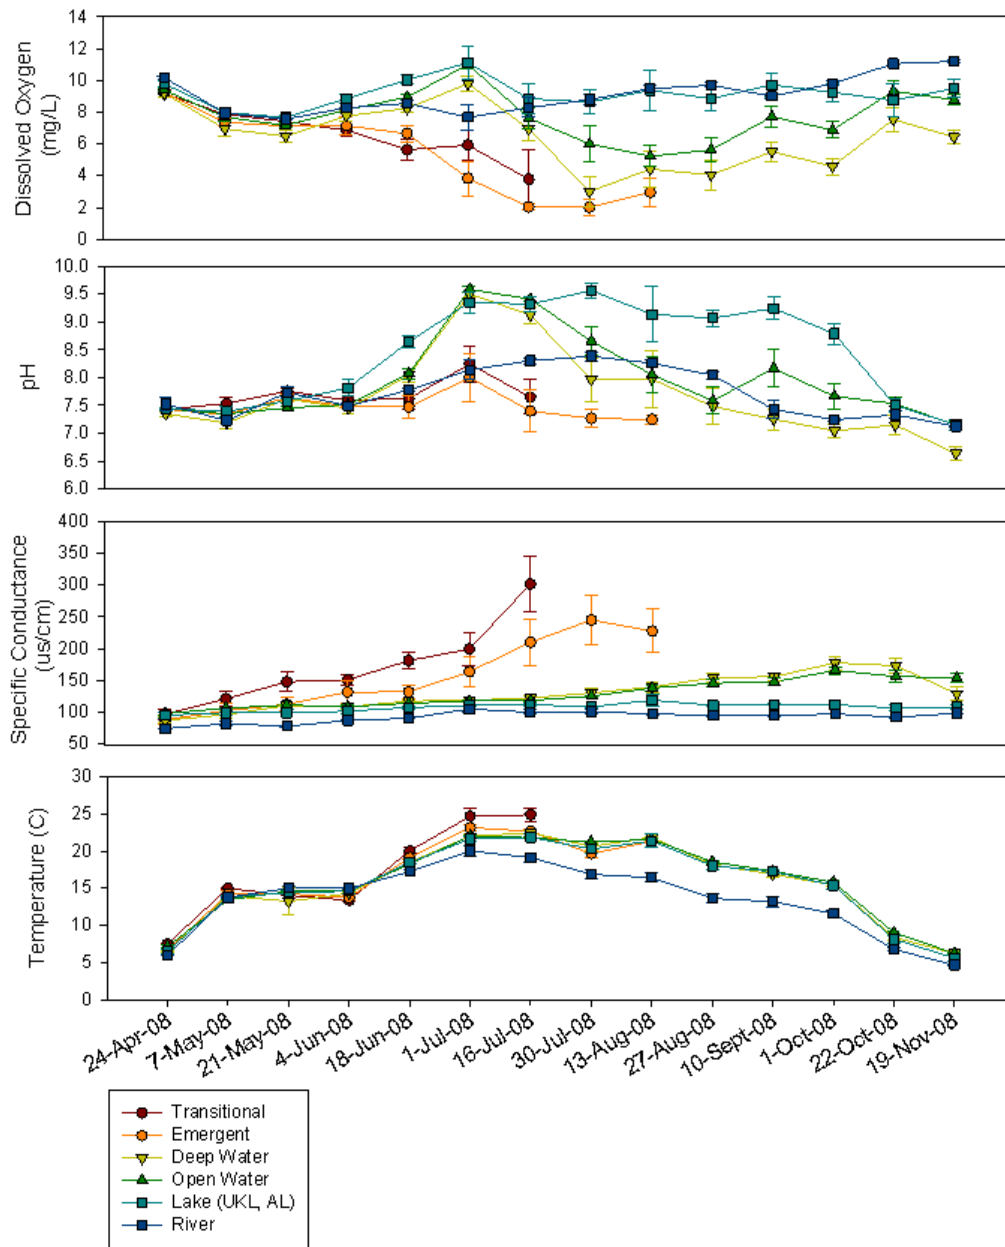 14
12
10
8
6
4
2
0
Dissolved Oxygen
(mg/L)
10.0
9.5
9.0
8.5
8.0
7.5
7.0
6.5
6.0
pH
400
350
300
250
200
150
100
50
Specific Conductance
(us/cm)
30
25
20
15
10
5
0
Temperature (C)
24-Apr-08
7-May-08
21-May-08
4-Jun-08
18-Jun-08
1-Jul-08
16-Jul-08
30-Jul-08
13-Aug-08
27-Aug-08
10-Sept-08
1-Oct-08
22-Oct-08
19-Nov-08
Transitional
Emergent
Deep Water
Open Water
Lake (UKL, AL)
River